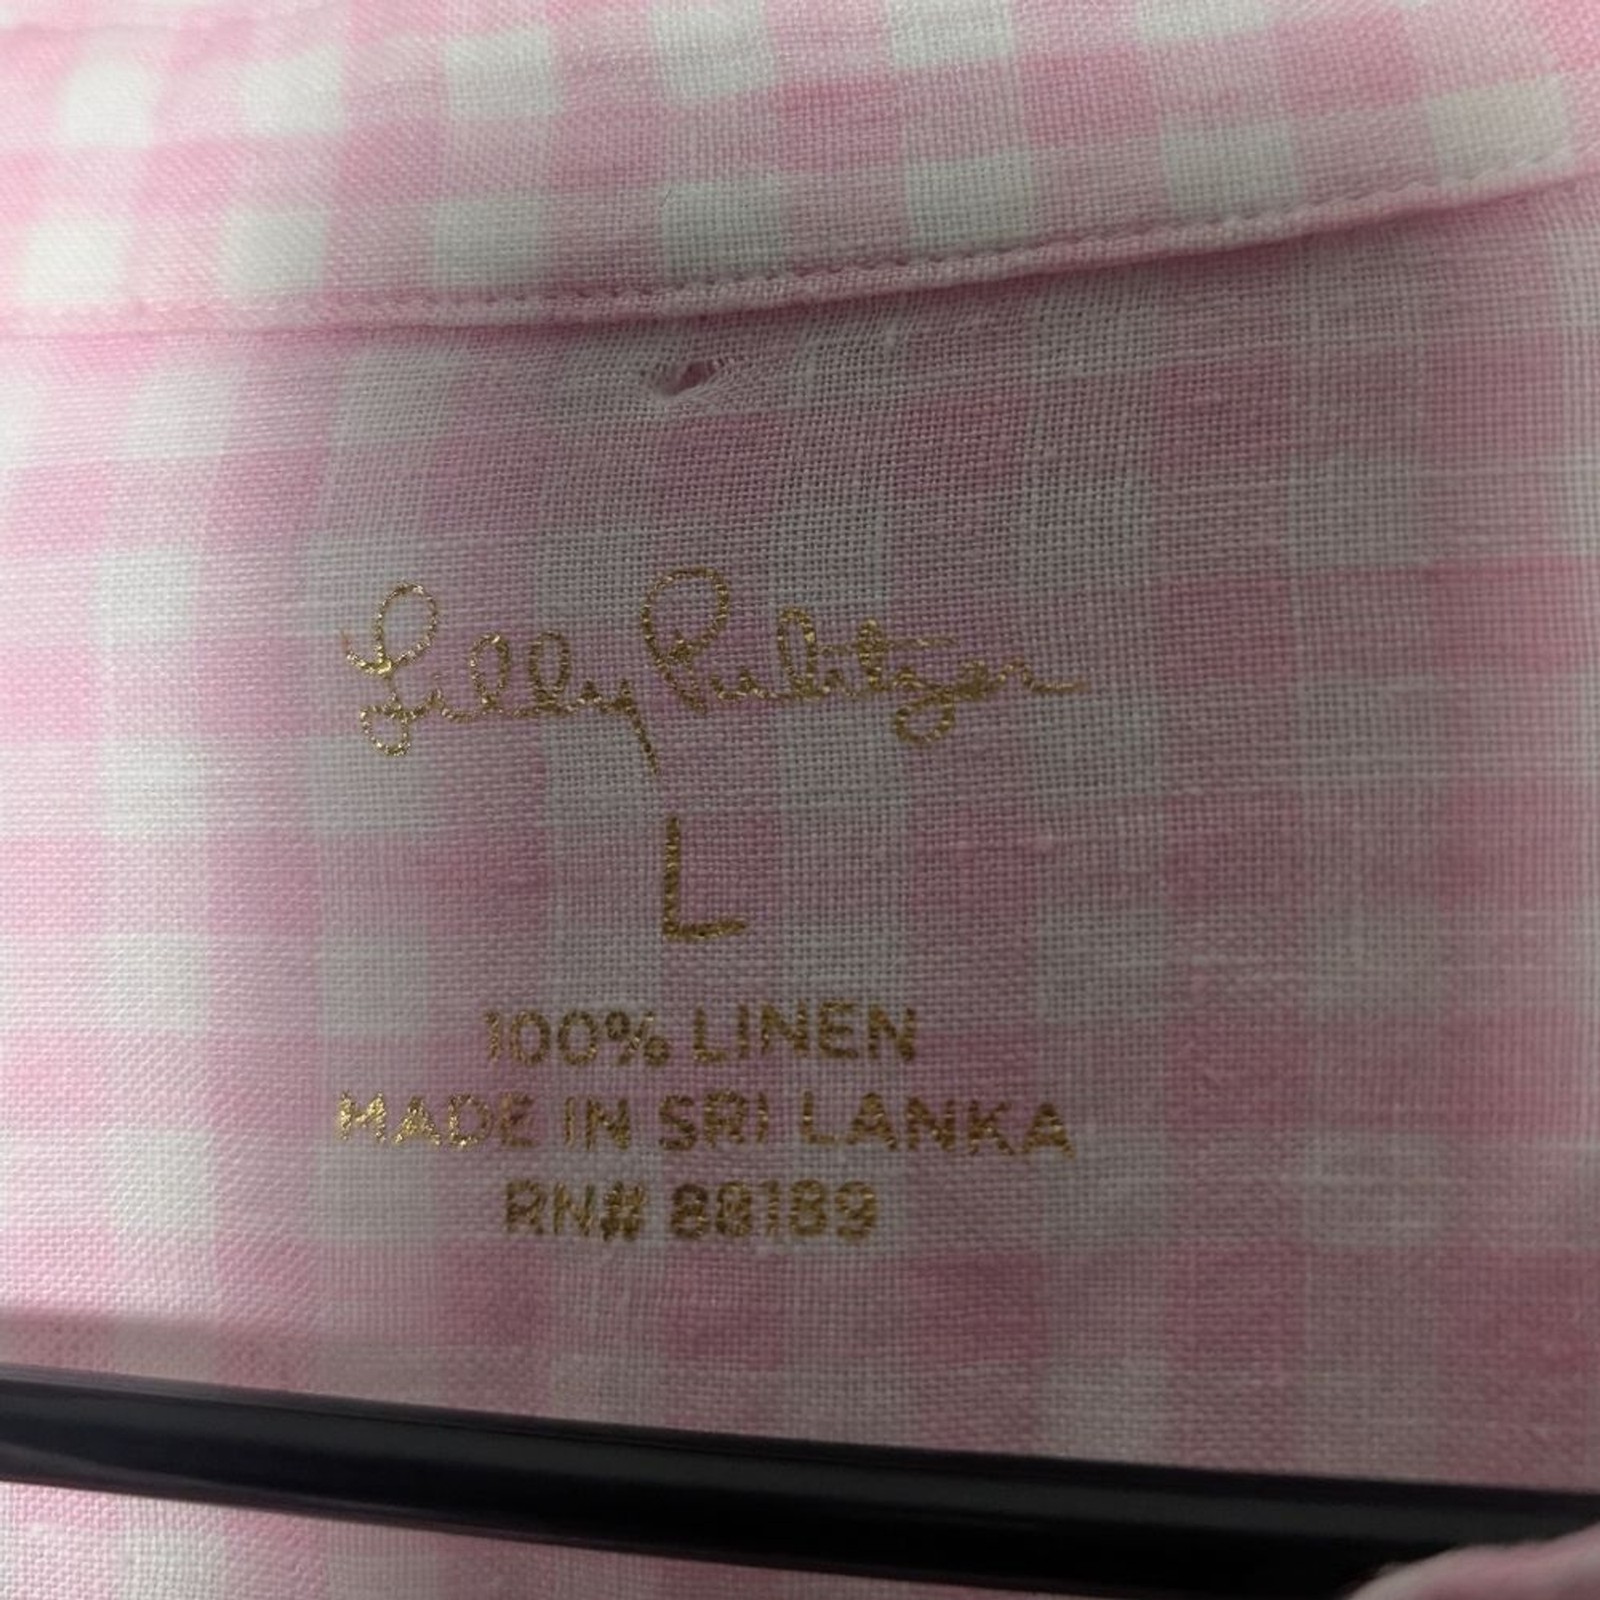 Lilly Pulitzer
L
100% LINEN
MADE IN SRI LANKA
RN# 88189